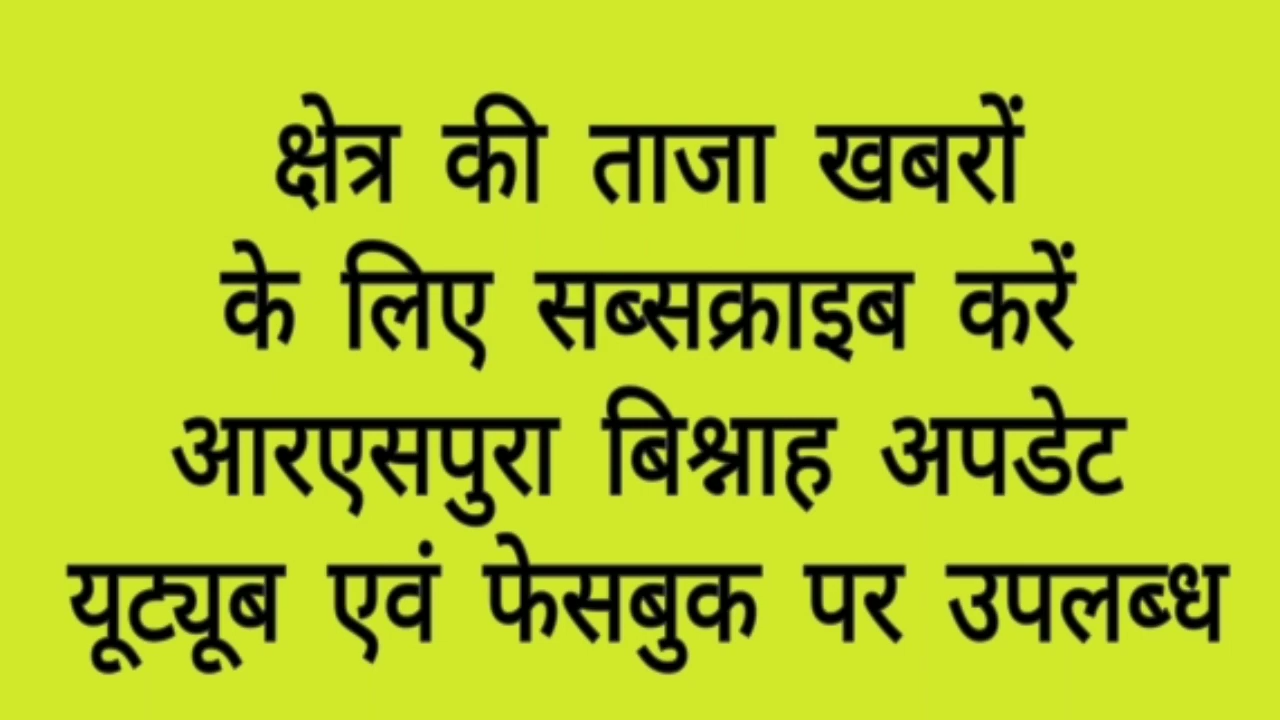 क्षेत्र की ताजा खबरों
के लिए सब्सक्राइब करें
आरएसपुरा बिश्नाह अपडेट
यूट्यूब एवं फेसबुक पर उपलब्ध